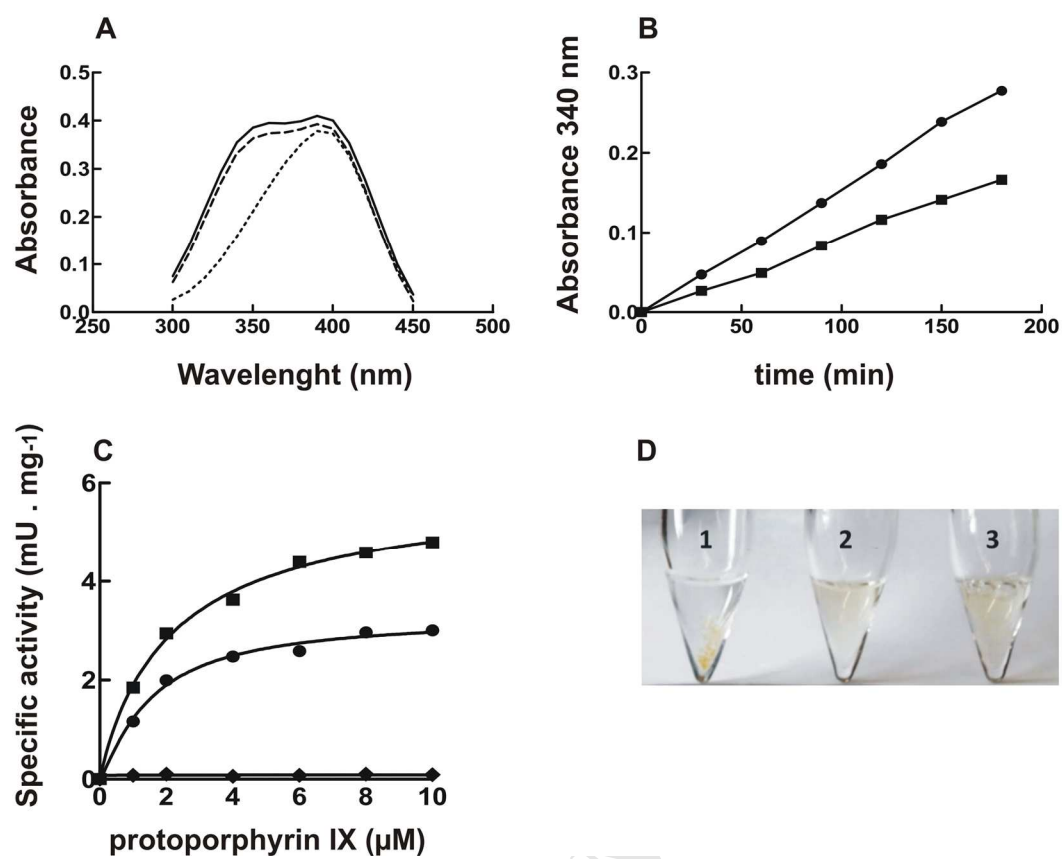 A
Absorbance
0.5
0.4
0.3
0.2
0.1
0.0
250 300 350 400 450 500
Wavelenght (nm)
B
Absorbance 340 nm
0.3
0.2
0.1
0.0
0 50 100 150 200
time (min)
C
Specific activity (mU . mg-1)
6
4
2
0
0 2 4 6 8 10
protoporphyrin IX (µM)
D
1 2 3